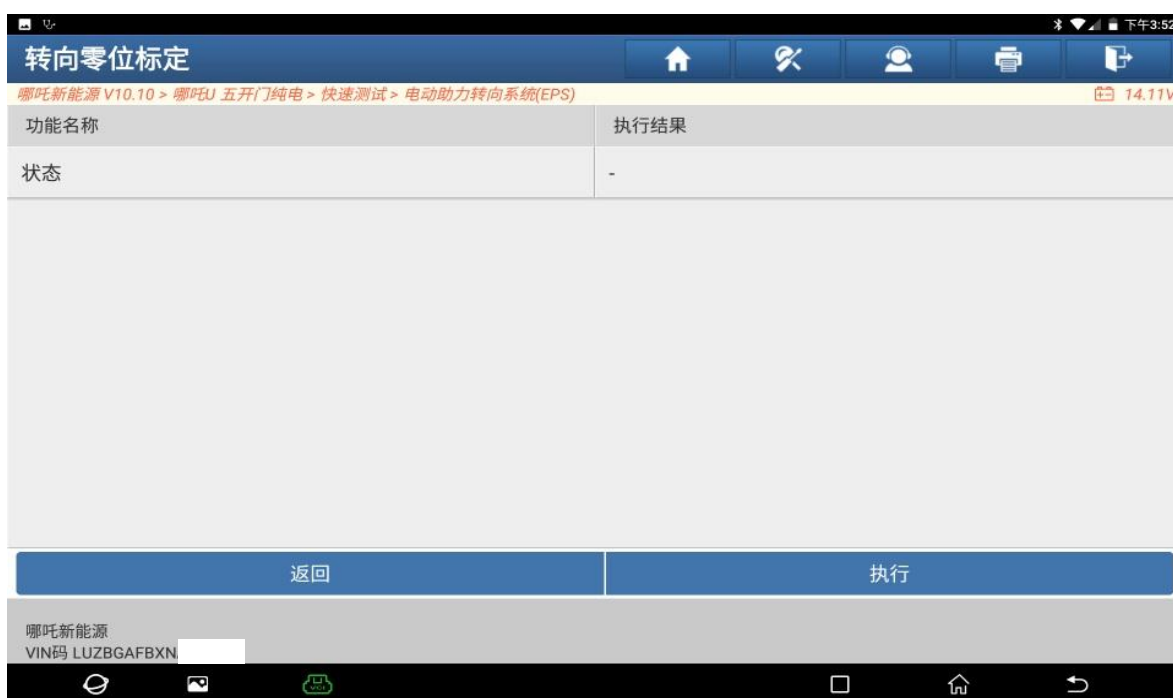 下午3:52
转向零位标定
哪吒新能源 V10.10 > 哪吒U 五开门纯电 > 快速测试 > 电动助力转向系统(EPS)
14.11V
功能名称
执行结果
状态
-
返回
执行
哪吒新能源
VIN码 LUZBGAFBXN
VCI